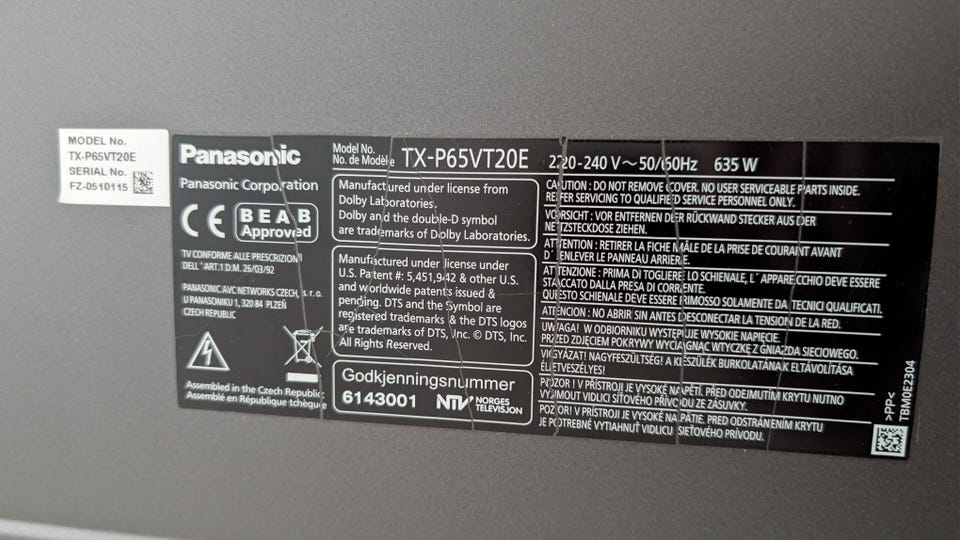 MODEL No.
TX-P65VT20E
SERIAL No.
FZ-0510115
Panasonic
Panasonic Corporation
CE
BEAB
Approved
TV CONFORME ALLE PRESCRIZIONI
DELL´ART.1 D.M. 26/03/92
PANASONIC AVC NETWORKS CZECH, s. r. o.
U PANASONIKU 1, 320 84 PLZEŇ
CZECH REPUBLIC
Assembled in the Czech Republic
Assemblé en République tchèque
Model No.
No. de Modèle
TX-P65VT20E
220-240 V～50/60Hz 635 W
Manufactured under license from
Dolby Laboratories.
Dolby and the double-D symbol
are trademarks of Dolby Laboratories.
Manufactured under license under
U.S. Patent #: 5,451,942 & other U.S.
and worldwide patents issued &
pending. DTS and the Symbol are
registered trademarks & the DTS logos
are trademarks of DTS, Inc. © DTS, Inc.
All Rights Reserved.
Godkjenningsnummer
6143001
NTV NORGES
TELEVISJON
CAUTION : DO NOT REMOVE COVER. NO USER SERVICEABLE PARTS INSIDE.
REFER SERVICING TO QUALIFIED SERVICE PERSONNEL ONLY.
VORSICHT : VOR ENTFERNEN DER RÜCKWAND STECKER AUS DER
NETZSTECKDOSE ZIEHEN.
ATTENTION : RETIRER LA FICHE MÂLE DE LA PRISE DE COURAINT AVANT
D´ENLEVER LE PANNEAU ARRIERE.
ATTENZIONE : PRIMA DI TOGLIERE LO SCHIENALE, L´APPARECCHIO DEVE ESSERE
STACCATO DALLA PRESA DI CORRENTE.
QUESTO SCHIENALE DEVE ESSERE RIMOSSO SOLAMENTE DA TECNICI QUALIFICATI.
ATENCION : NO ABRIR SIN ANTES DESCONECTAR LA TENSION DE LA RED.
UWAGA! W ODBIORNIKU WYSTĘPUJE WYSOKIE NAPIĘCIE.
PRZED ZDJĘCIEM POKRYWY WYCIĄGNĄĆ WTYCZKĘ Z GNIAZDA SIECIOWEGO.
VIGYÁZAT! NAGYFESZÜLTSÉG! A KÉSZÜLÉK BURKOLATÁNAK ELTÁVOLÍTÁSA
ÉLETVESZÉLYES!
POZOR ! V PŘÍSTROJI JE VYSOKÉ NAPĚTÍ. PŘED ODEJMUTÍM KRYTU NUTNO
VYJMOUT VIDLICI SÍŤOVÉHO PŘÍVODU ZE ZÁSUVKY.
POZOR! V PRÍSTROJI JE VYSOKÉ NAPÄTIE. PRED ODSTRÁNENÍM KRYTU
JE POTREBNÉ VYTIAHNUŤ VIDLICU SIEŤOVÉHO PRÍVODU.
>PP<
TBM0E2304